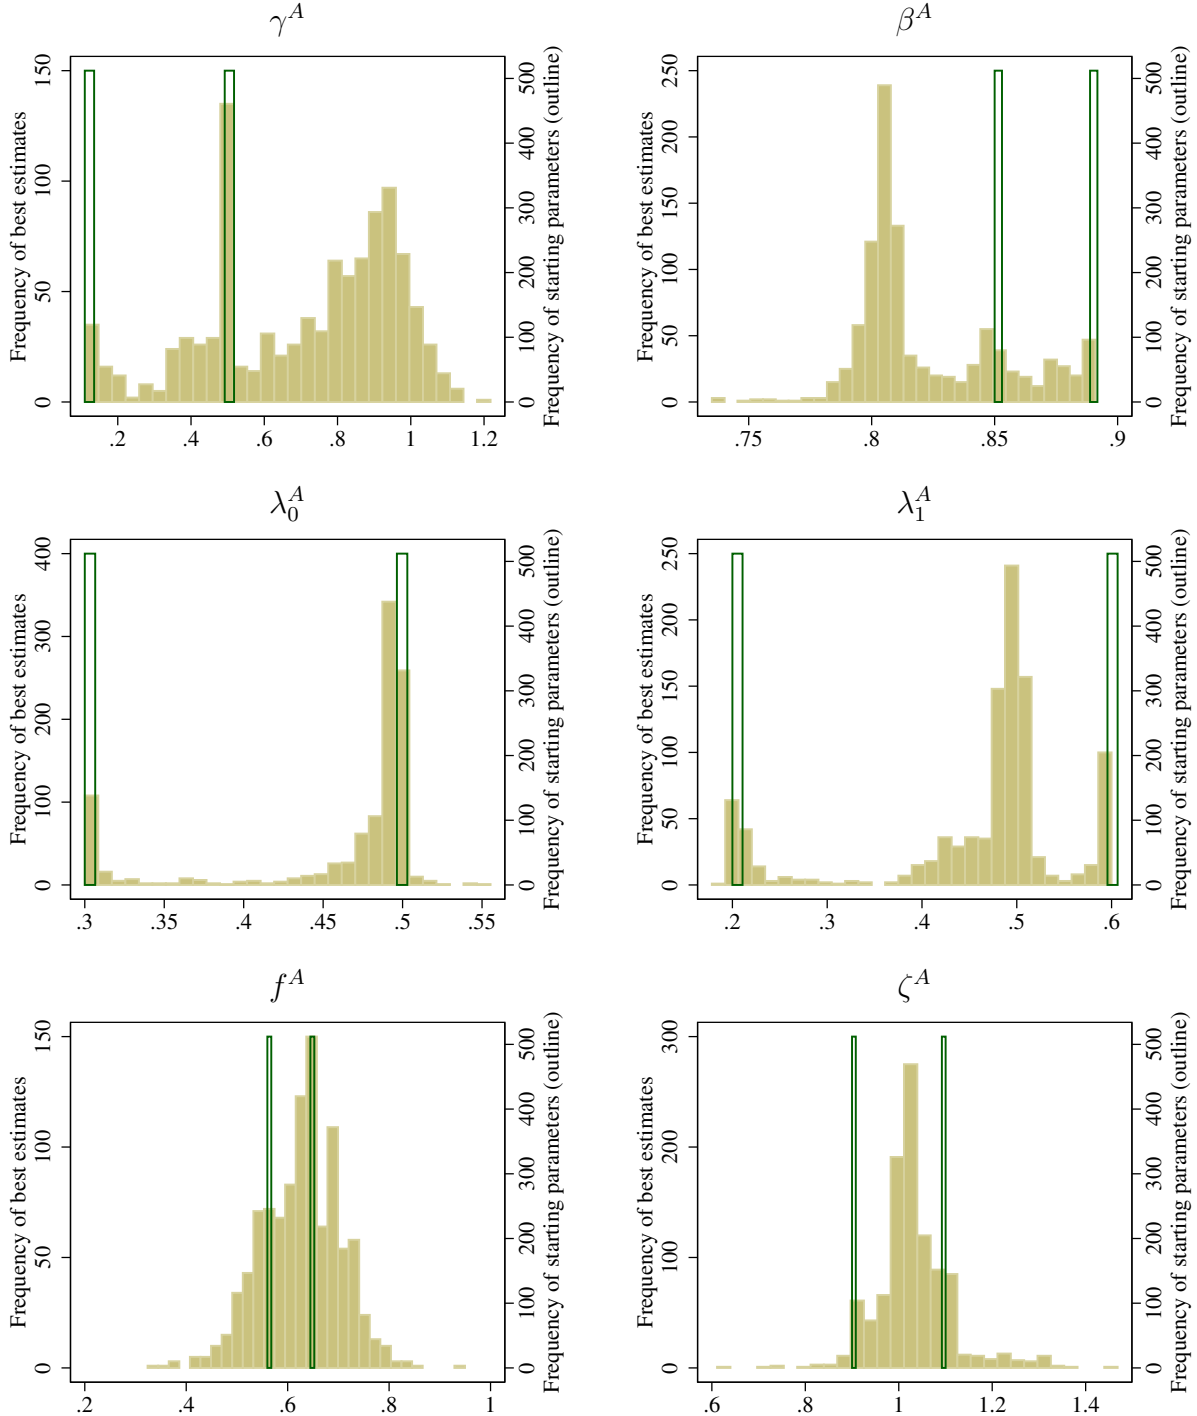 γ^A
Frequency of best estimates
0 50 100 150
Frequency of starting parameters (outline)
0 100 200 300 400 500
.2 .4 .6 .8 1 1.2
β^A
Frequency of best estimates
0 50 100 150 200 250
Frequency of starting parameters (outline)
0 100 200 300 400 500
.75 .8 .85 .9
λ_0^A
Frequency of best estimates
0 100 200 300 400
Frequency of starting parameters (outline)
0 100 200 300 400 500
.3 .35 .4 .45 .5 .55
λ_1^A
Frequency of best estimates
0 50 100 150 200 250
Frequency of starting parameters (outline)
0 100 200 300 400 500
.2 .3 .4 .5 .6
f^A
Frequency of best estimates
0 50 100 150
Frequency of starting parameters (outline)
0 100 200 300 400 500
.2 .4 .6 .8 1
ζ^A
Frequency of best estimates
0 100 200 300
Frequency of starting parameters (outline)
0 100 200 300 400 500
.6 .8 1 1.2 1.4